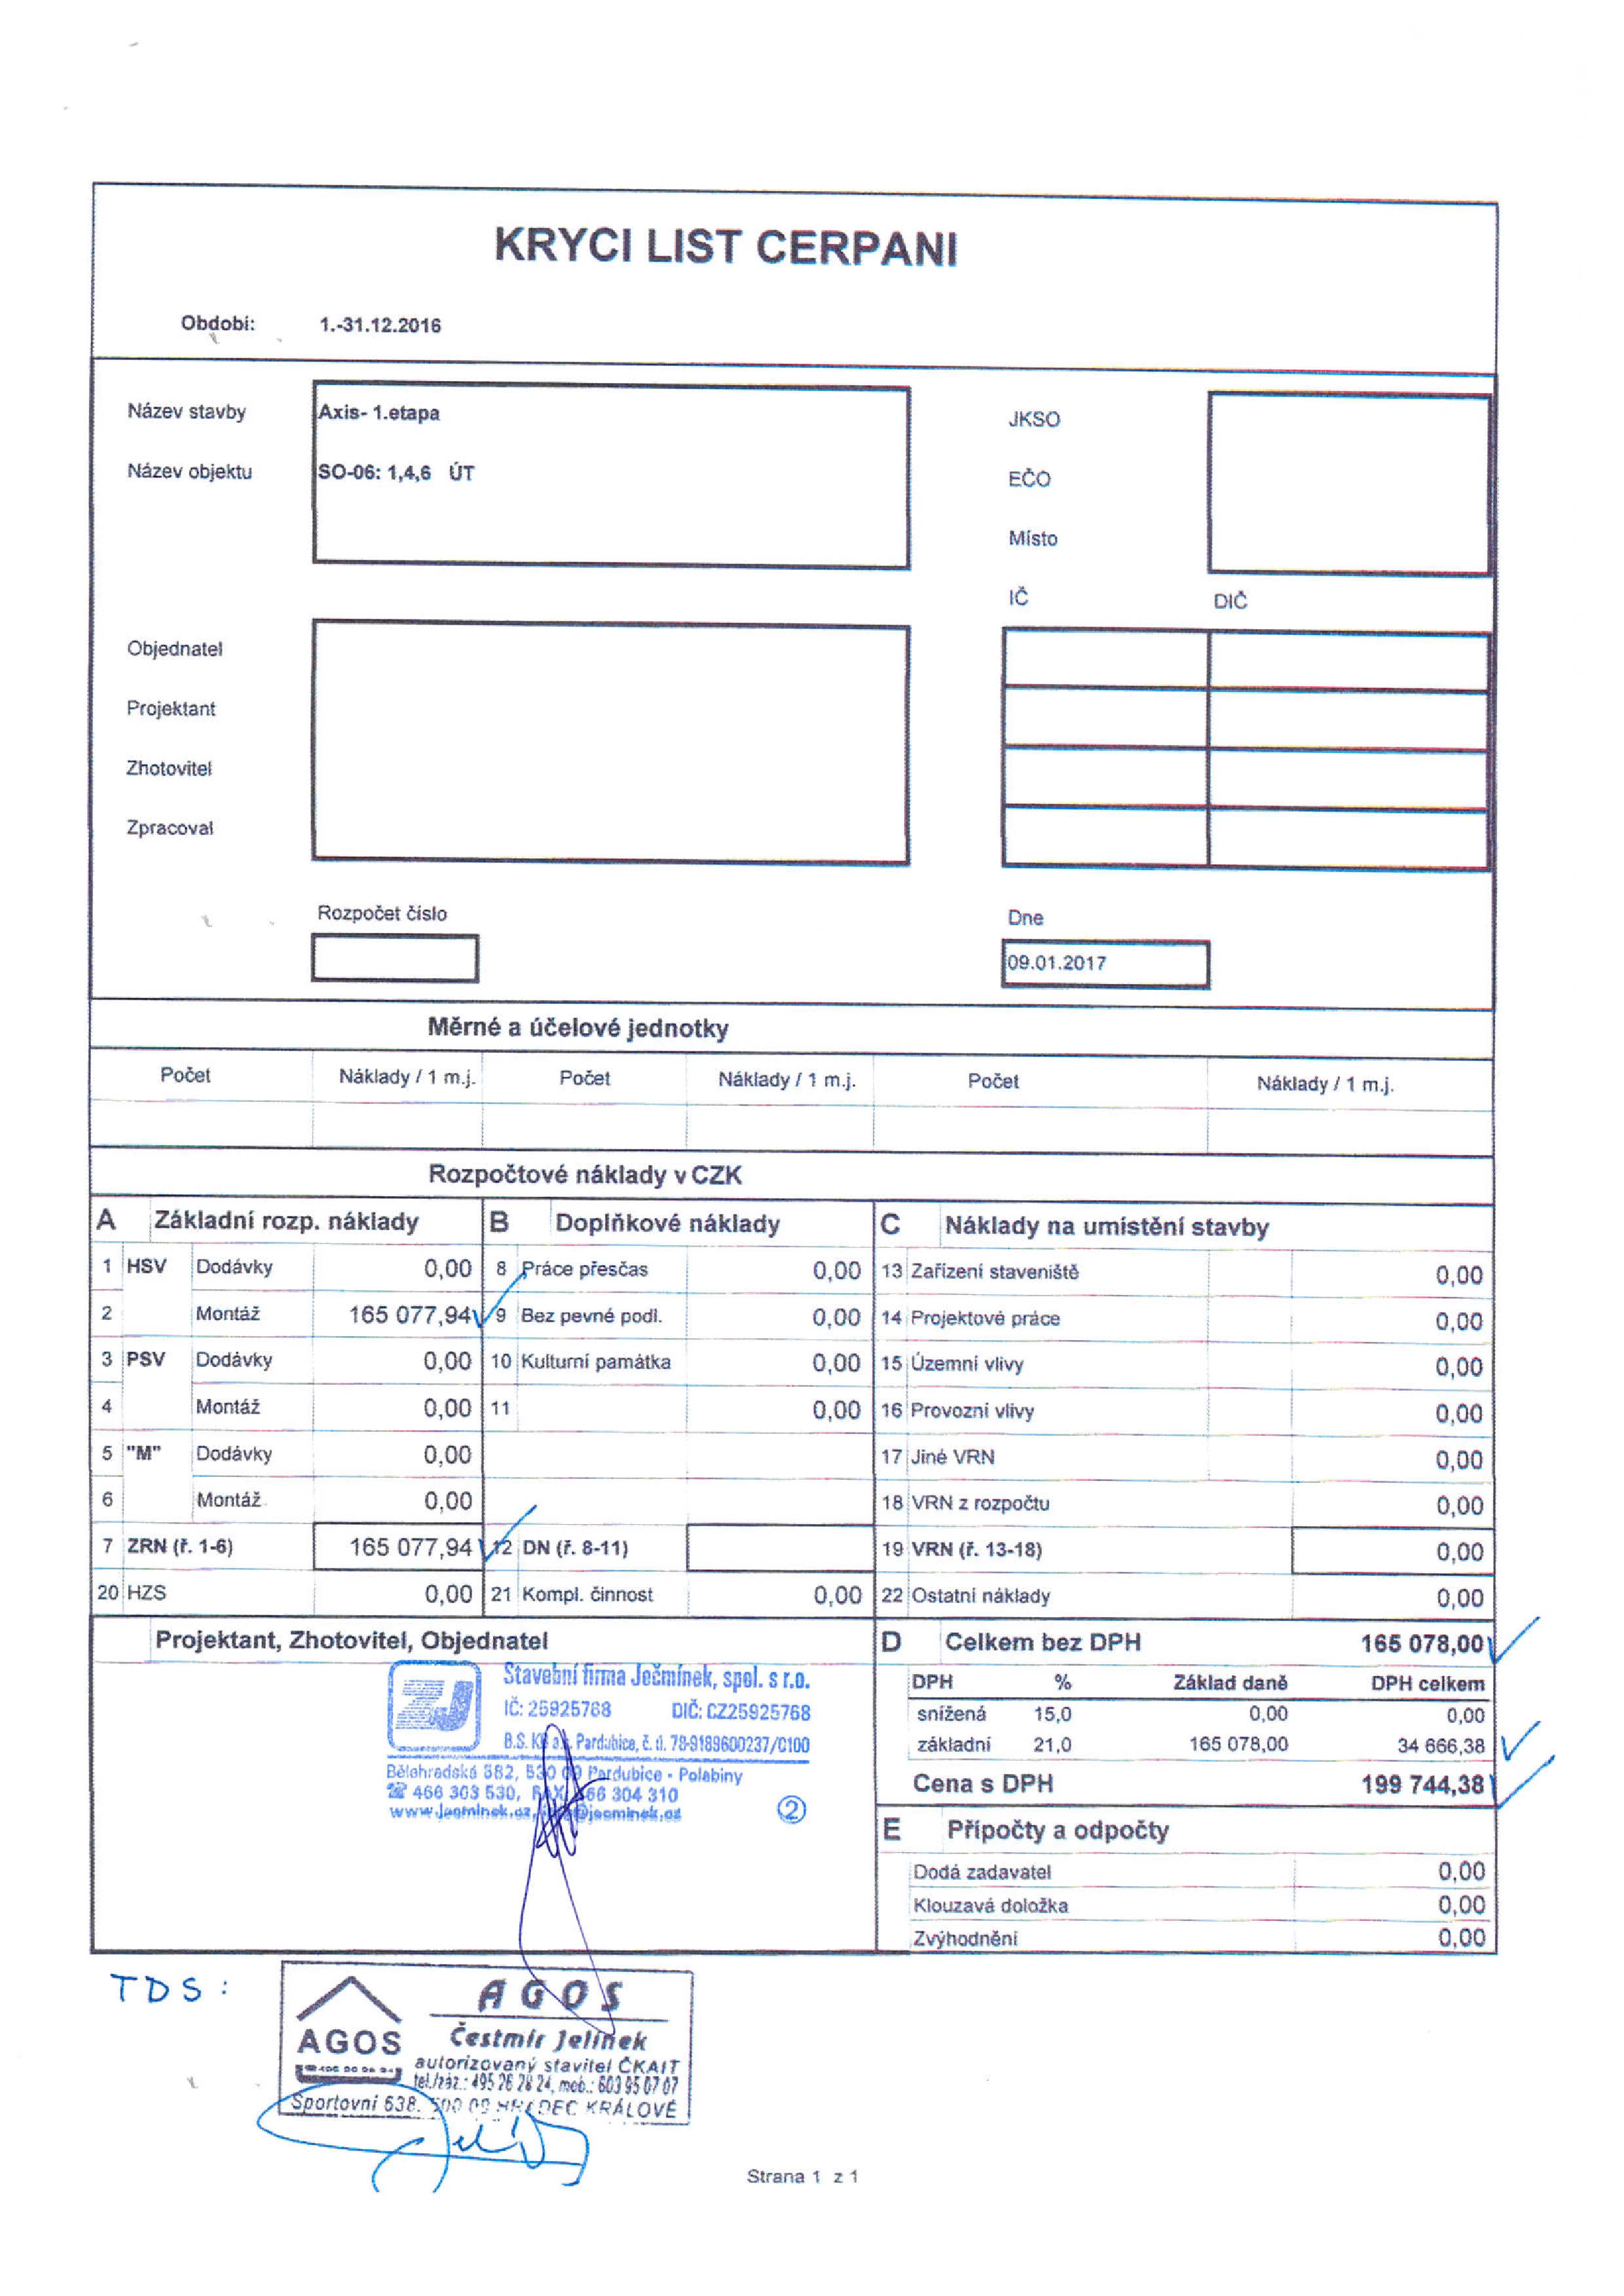 KRYCI LIST CERPANI
Období: 1.-31.12.2016
Název stavby Axis- 1.etapa JKSO
Název objektu SO-06: 1,4,6 ÚT EČO
Místo
IČ DIČ
Objednatel
Projektant
Zhotovitel
Zpracoval
Rozpočet číslo Dne
09.01.2017
Měrné a účelové jednotky
Počet Náklady / 1 m.j. Počet Náklady / 1 m.j. Počet Náklady / 1 m.j.
Rozpočtové náklady v CZK
A Základní rozp. náklady B Doplňkové náklady C Náklady na umístění stavby
1 HSV Dodávky 0,00 8 Práce přesčas 0,00 13 Zařízení staveniště 0,00
2 Montáž 165 077,94 9 Bez pevné podl. 0,00 14 Projektové práce 0,00
3 PSV Dodávky 0,00 10 Kulturní památka 0,00 15 Územní vlivy 0,00
4 Montáž 0,00 11 0,00 16 Provozní vlivy 0,00
5 "M" Dodávky 0,00 17 Jiné VRN 0,00
6 Montáž 0,00 18 VRN z rozpočtu 0,00
7 ZRN (ř. 1-6) 165 077,94 12 DN (ř. 8-11) 19 VRN (ř. 13-18) 0,00
20 HZS 0,00 21 Kompl. činnost 0,00 22 Ostatní náklady 0,00
Projektant, Zhotovitel, Objednatel D Celkem bez DPH 165 078,00
DPH % Základ daně DPH celkem
snížená 15,0 0,00 0,00
základní 21,0 165 078,00 34 666,38
Cena s DPH 199 744,38
E Přípočty a odpočty
Dodá zadavatel 0,00
Klouzavá doložka 0,00
Zvýhodnění 0,00
ZJ
Stavební firma Ječmínek, spol. s r.o.
IČ: 25925768 DIČ: CZ25925768
B.S. Pardubice, č. ú. 78-9189600237/0100
Bělehradská 582, 530 09 Pardubice - Polabiny
☎ 466 303 530, 466 304 310
www.jecminek.cz, @jecminek.cz 2
TDS:
AGOS
AGOS
Čestmír Jelínek
autorizovaný stavitel ČKAIT
tel./záz.: 495 26 28 24, mob.: 603 95 07 07
Sportovní 638, 500 09 HRADEC KRÁLOVÉ
Strana 1 z 1